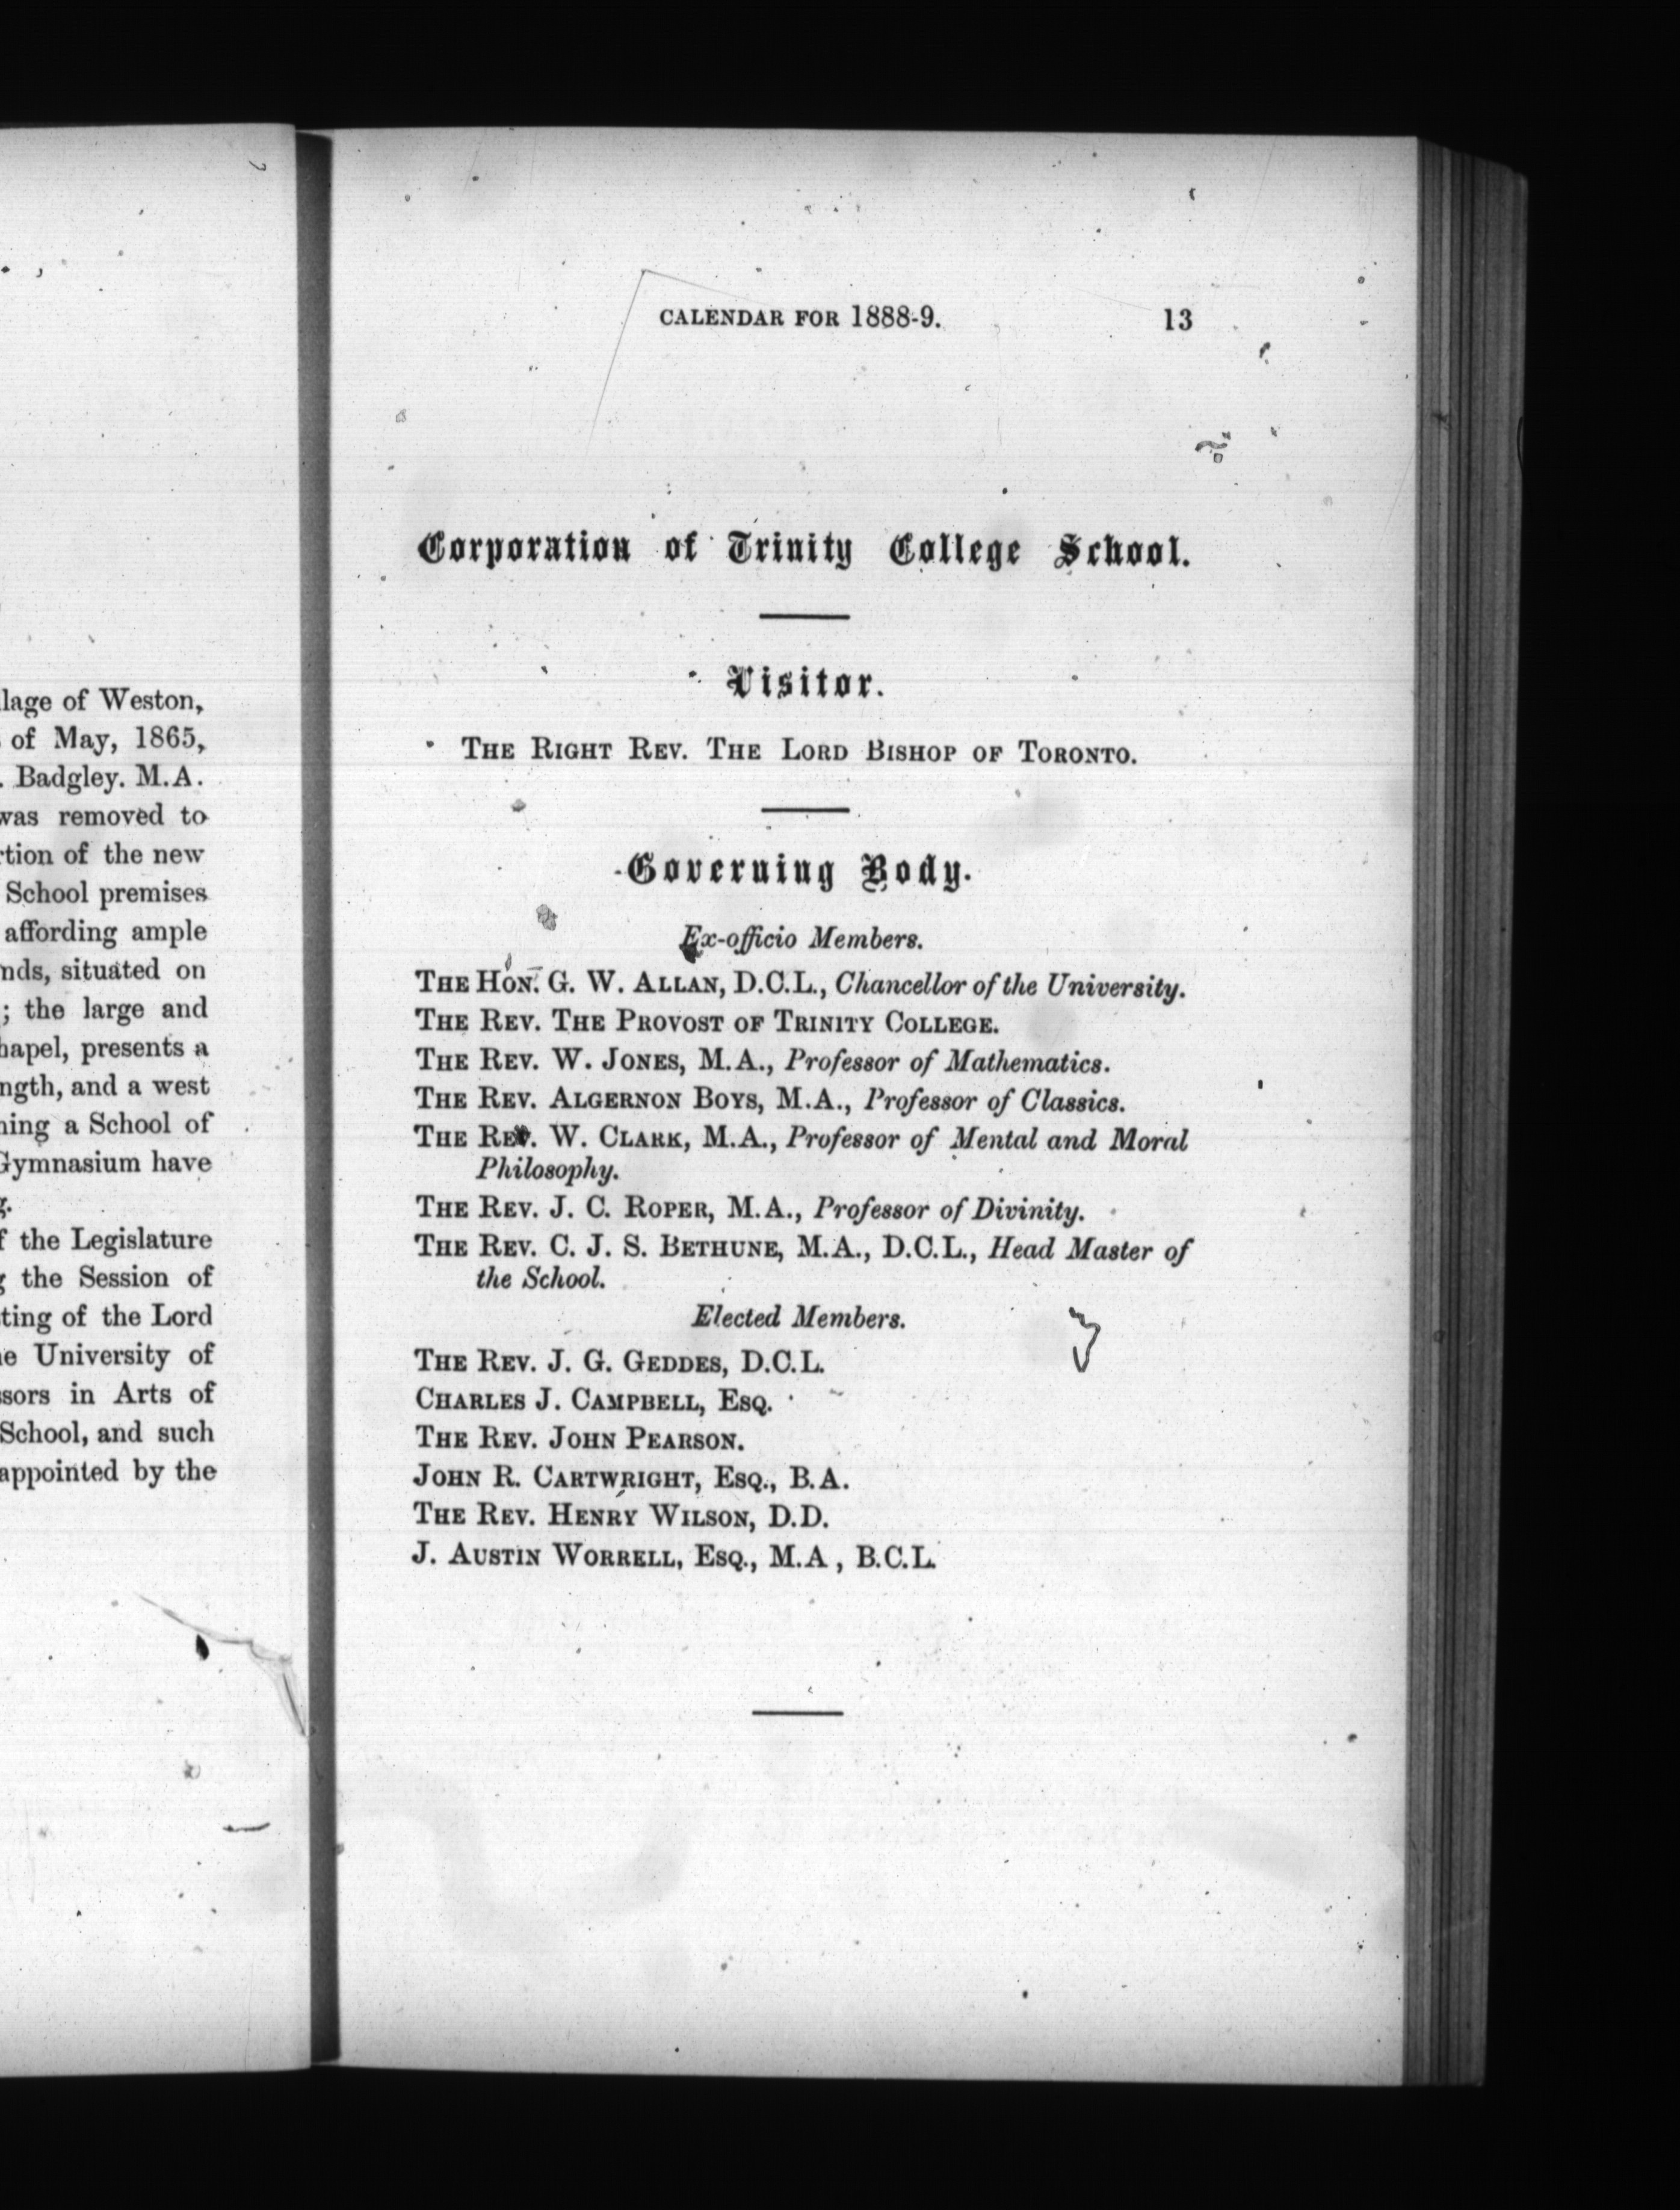 lage of Weston,
of May, 1865,
. Badgley. M.A.
was removed to
rtion of the new
School premises
affording ample
nds, situated on
; the large and
hapel, presents a
ngth, and a west
ning a School of
Gymnasium have
g.
f the Legislature
g the Session of
ting of the Lord
e University of
ssors in Arts of
School, and such
appointed by the
CALENDAR FOR 1888-9. 13
Corporation of Trinity College School.
Visitor.
THE RIGHT REV. THE LORD BISHOP OF TORONTO.
Governing Body.
Ex-officio Members.
THE HON. G. W. ALLAN, D.C.L., Chancellor of the University.
THE REV. THE PROVOST OF TRINITY COLLEGE.
THE REV. W. JONES, M.A., Professor of Mathematics.
THE REV. ALGERNON BOYS, M.A., Professor of Classics.
THE REV. W. CLARK, M.A., Professor of Mental and Moral
Philosophy.
THE REV. J. C. ROPER, M.A., Professor of Divinity.
THE REV. C. J. S. BETHUNE, M.A., D.C.L., Head Master of
the School.
Elected Members.
THE REV. J. G. GEDDES, D.C.L.
CHARLES J. CAMPBELL, ESQ.
THE REV. JOHN PEARSON.
JOHN R. CARTWRIGHT, ESQ., B.A.
THE REV. HENRY WILSON, D.D.
J. AUSTIN WORRELL, ESQ., M.A , B.C.L.